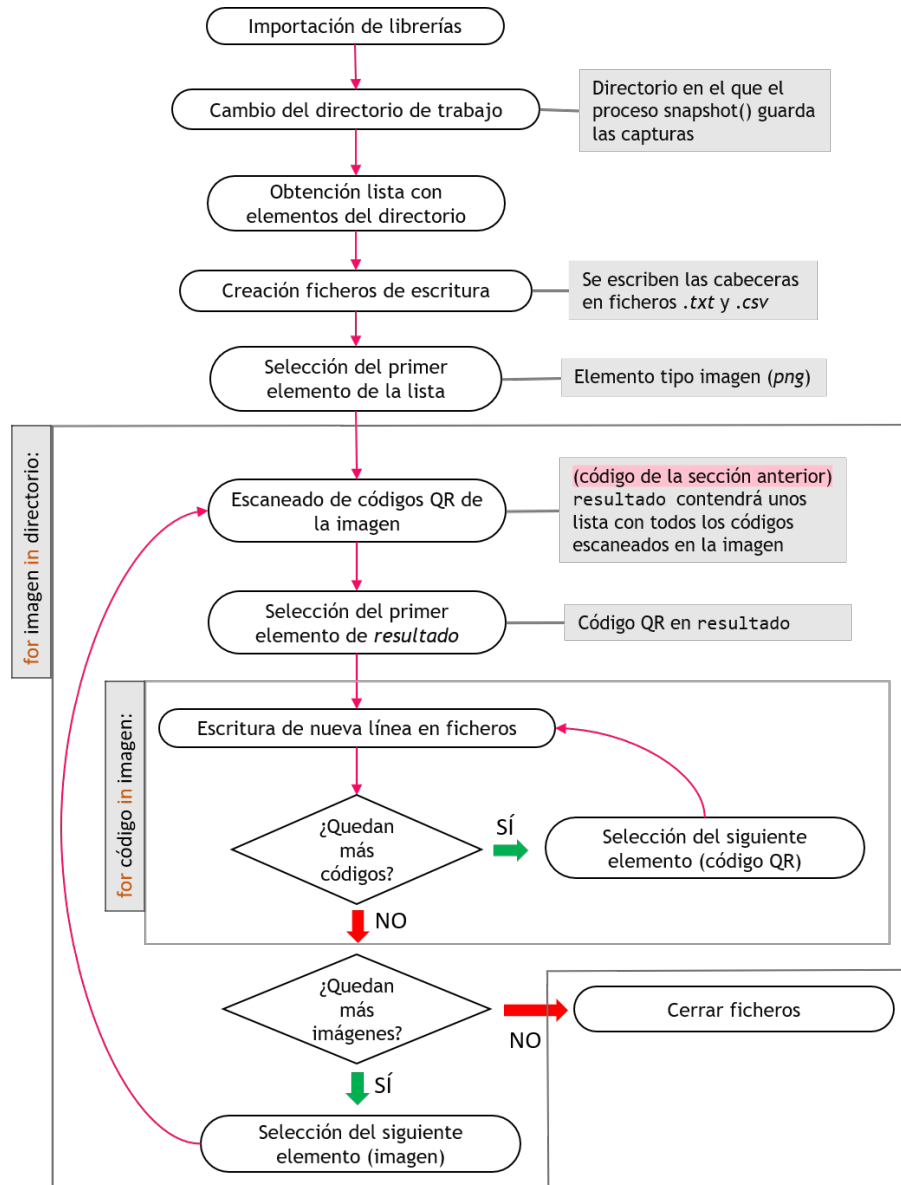 Importación de librerías
Cambio del directorio de trabajo
Directorio en el que el
proceso snapshot() guarda
las capturas
Obtención lista con
elementos del directorio
Creación ficheros de escritura
Se escriben las cabeceras
en ficheros .txt y .csv
Selección del primer
elemento de la lista
Elemento tipo imagen (png)
for imagen in directorio:
Escaneado de códigos QR de
la imagen
(código de la sección anterior)
resultado contendrá unos
lista con todos los códigos
escaneados en la imagen
Selección del primer
elemento de resultado
Código QR en resultado
for código in imagen:
Escritura de nueva línea en ficheros
¿Quedan
más
códigos?
SÍ
Selección del siguiente
elemento (código QR)
NO
¿Quedan
más
imágenes?
NO
Cerrar ficheros
SÍ
Selección del siguiente
elemento (imagen)